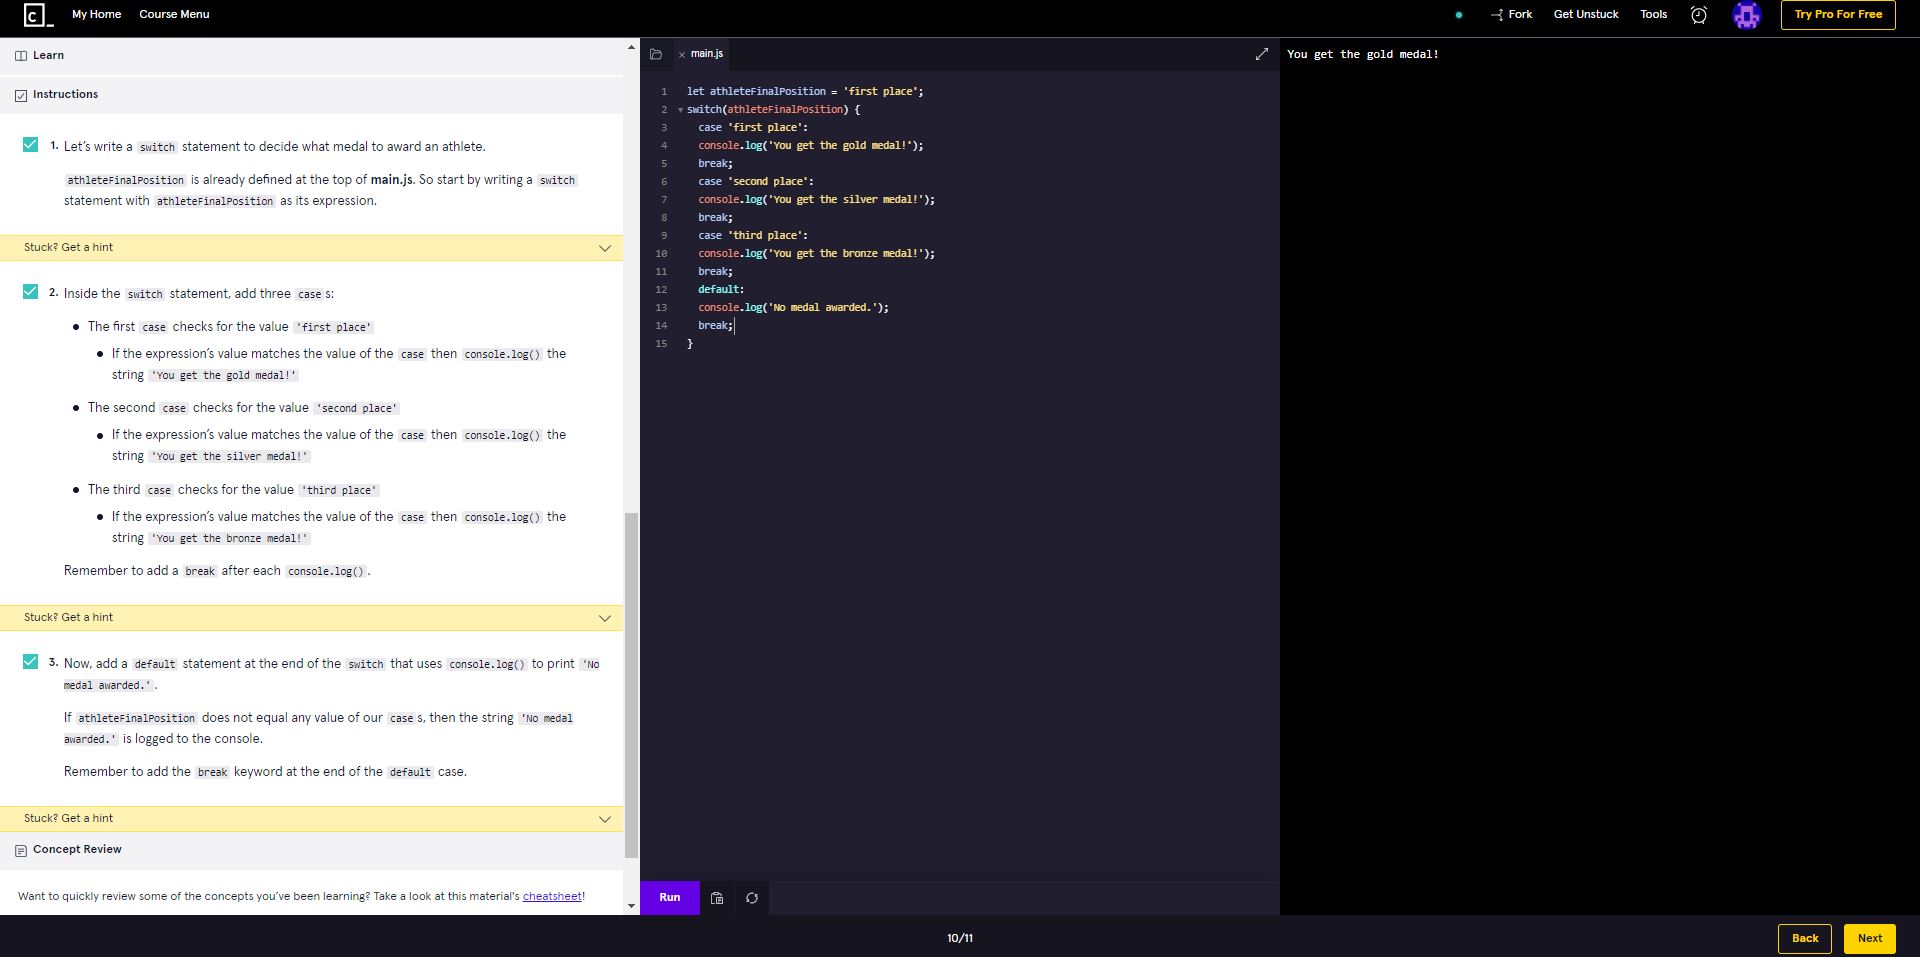 C_
My Home Course Menu Fork Get Unstuck Tools Try Pro For Free
Learn
Instructions
1. Let’s write a switch statement to decide what medal to award an athlete.
athleteFinalPosition is already defined at the top of main.js. So start by writing a switch
statement with athleteFinalPosition as its expression.
Stuck? Get a hint
2. Inside the switch statement, add three case s:
● The first case checks for the value 'first place'
● If the expression’s value matches the value of the case then console.log() the
string 'You get the gold medal!'
● The second case checks for the value 'second place'
● If the expression’s value matches the value of the case then console.log() the
string 'You get the silver medal!'
● The third case checks for the value 'third place'
● If the expression’s value matches the value of the case then console.log() the
string 'You get the bronze medal!'
Remember to add a break after each console.log().
Stuck? Get a hint
3. Now, add a default statement at the end of the switch that uses console.log() to print 'No
medal awarded.'.
If athleteFinalPosition does not equal any value of our case s, then the string 'No medal
awarded.' is logged to the console.
Remember to add the break keyword at the end of the default case.
Stuck? Get a hint
Concept Review
Want to quickly review some of the concepts you’ve been learning? Take a look at this material's cheatsheet!
× main.js
1 let athleteFinalPosition = 'first place';
2 switch(athleteFinalPosition) {
3 case 'first place':
4 console.log('You get the gold medal!');
5 break;
6 case 'second place':
7 console.log('You get the silver medal!');
8 break;
9 case 'third place':
10 console.log('You get the bronze medal!');
11 break;
12 default:
13 console.log('No medal awarded.');
14 break;
15 }
Run
You get the gold medal!
10/11
Back Next